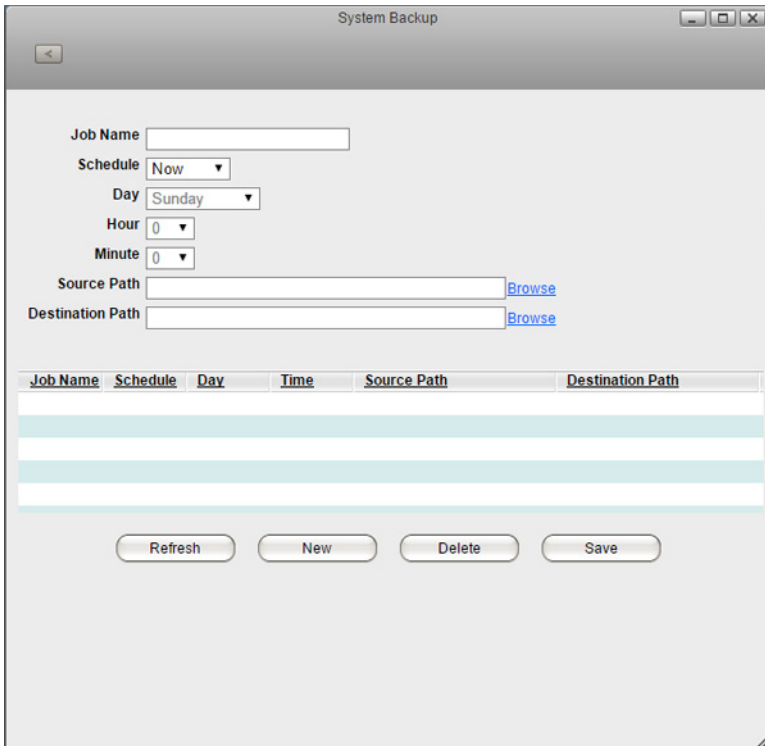 System Backup
<
Job Name
Schedule Now
Day Sunday
Hour 0
Minute 0
Source Path Browse
Destination Path Browse
Job Name Schedule Day Time Source Path Destination Path
Refresh New Delete Save